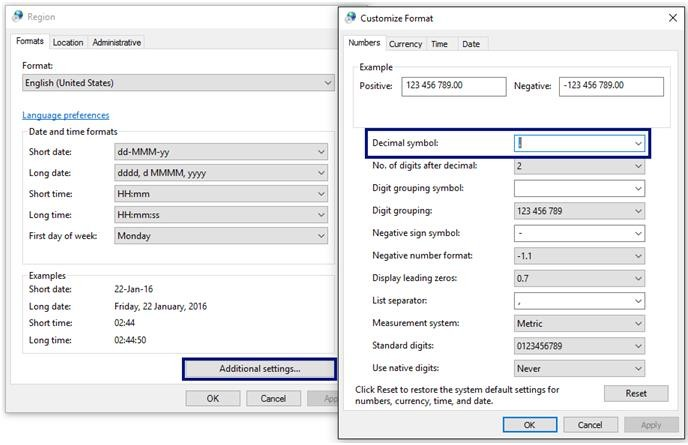 Region
Formats Location Administrative
Format:
English (United States)
Language preferences
Date and time formats
Short date: dd-MMM-yy
Long date: dddd, d MMMM, yyyy
Short time: HH:mm
Long time: HH:mm:ss
First day of week: Monday
Examples
Short date: 22-Jan-16
Long date: Friday, 22 January, 2016
Short time: 02:44
Long time: 02:44:50
Additional settings...
OK Cancel
Customize Format
Numbers Currency Time Date
Example
Positive: 123 456 789.00 Negative: -123 456 789.00
Decimal symbol: .
No. of digits after decimal: 2
Digit grouping symbol:
Digit grouping: 123 456 789
Negative sign symbol: -
Negative number format: -1.1
Display leading zeros: 0.7
List separator: ,
Measurement system: Metric
Standard digits: 0123456789
Use native digits: Never
Click Reset to restore the system default settings for
numbers, currency, time, and date.
Reset
OK Cancel Apply